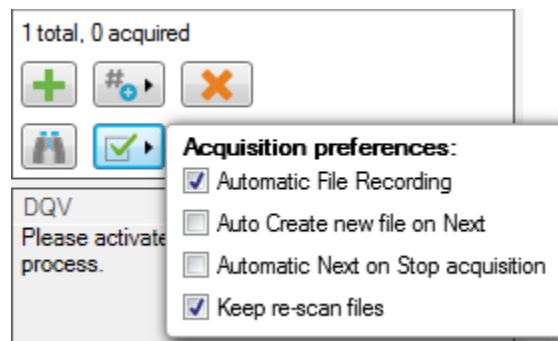 1 total, 0 acquired
#
Acquisition preferences:
Automatic File Recording
Auto Create new file on Next
Automatic Next on Stop acquisition
Keep re-scan files
DQV
Please activate
process.